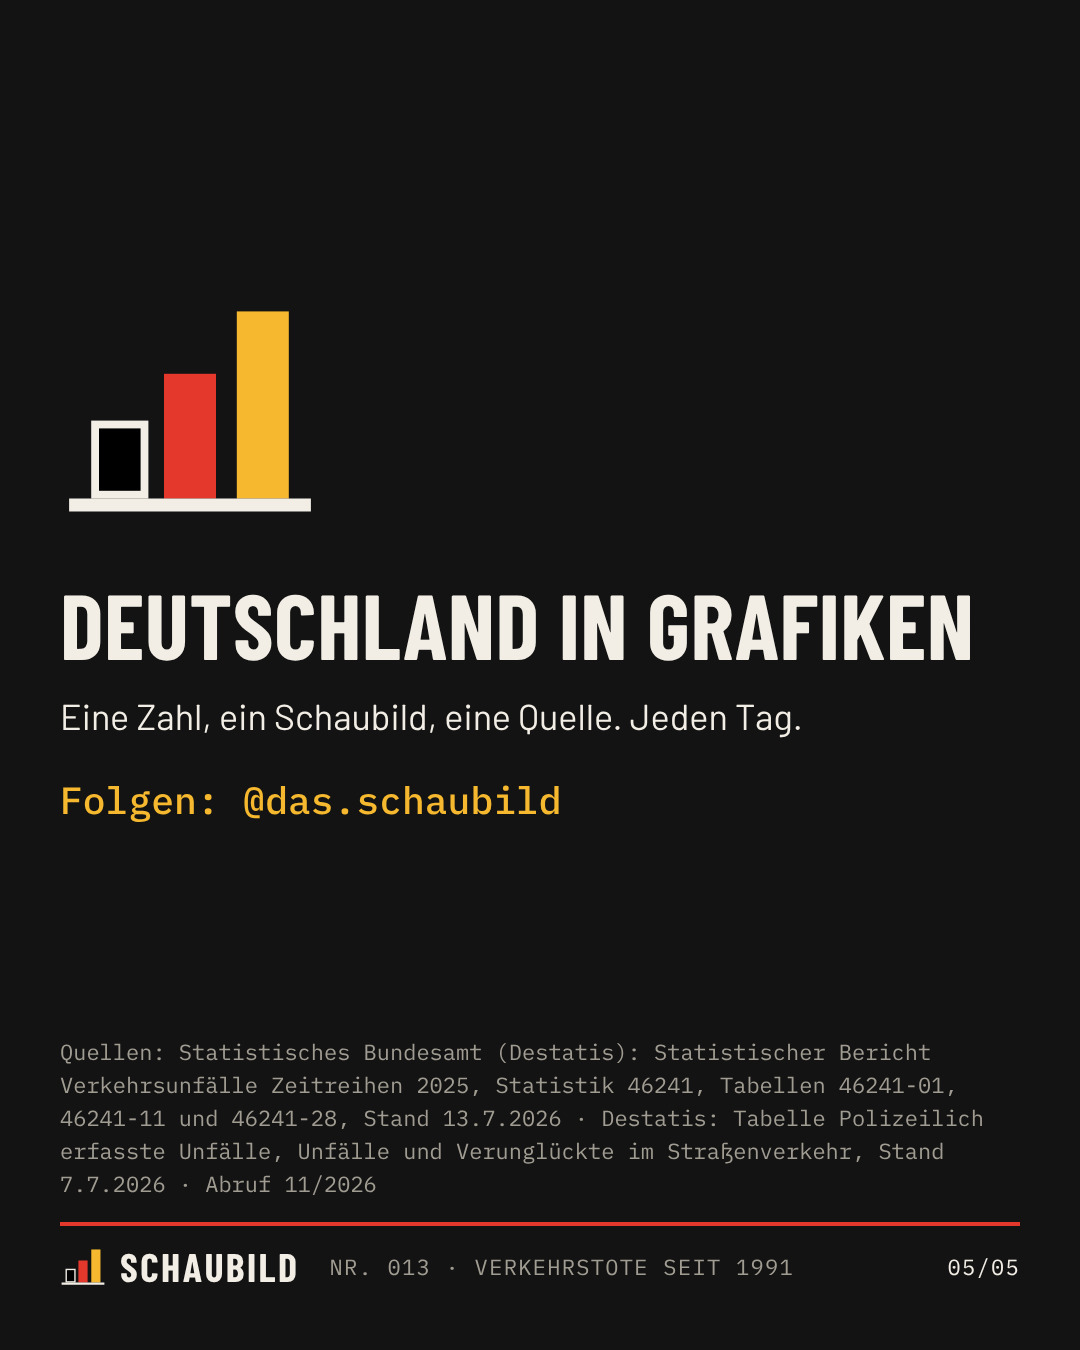 DEUTSCHLAND IN GRAFIKEN
Eine Zahl, ein Schaubild, eine Quelle. Jeden Tag.
Folgen: @das.schaubild
Quellen: Statistisches Bundesamt (Destatis): Statistischer Bericht
Verkehrsunfälle Zeitreihen 2025, Statistik 46241, Tabellen 46241-01,
46241-11 und 46241-28, Stand 13.7.2026 · Destatis: Tabelle Polizeilich
erfasste Unfälle, Unfälle und Verunglückte im Straßenverkehr, Stand
7.7.2026 · Abruf 11/2026
SCHAUBILD NR. 013 · VERKEHRSTOTE SEIT 1991 05/05